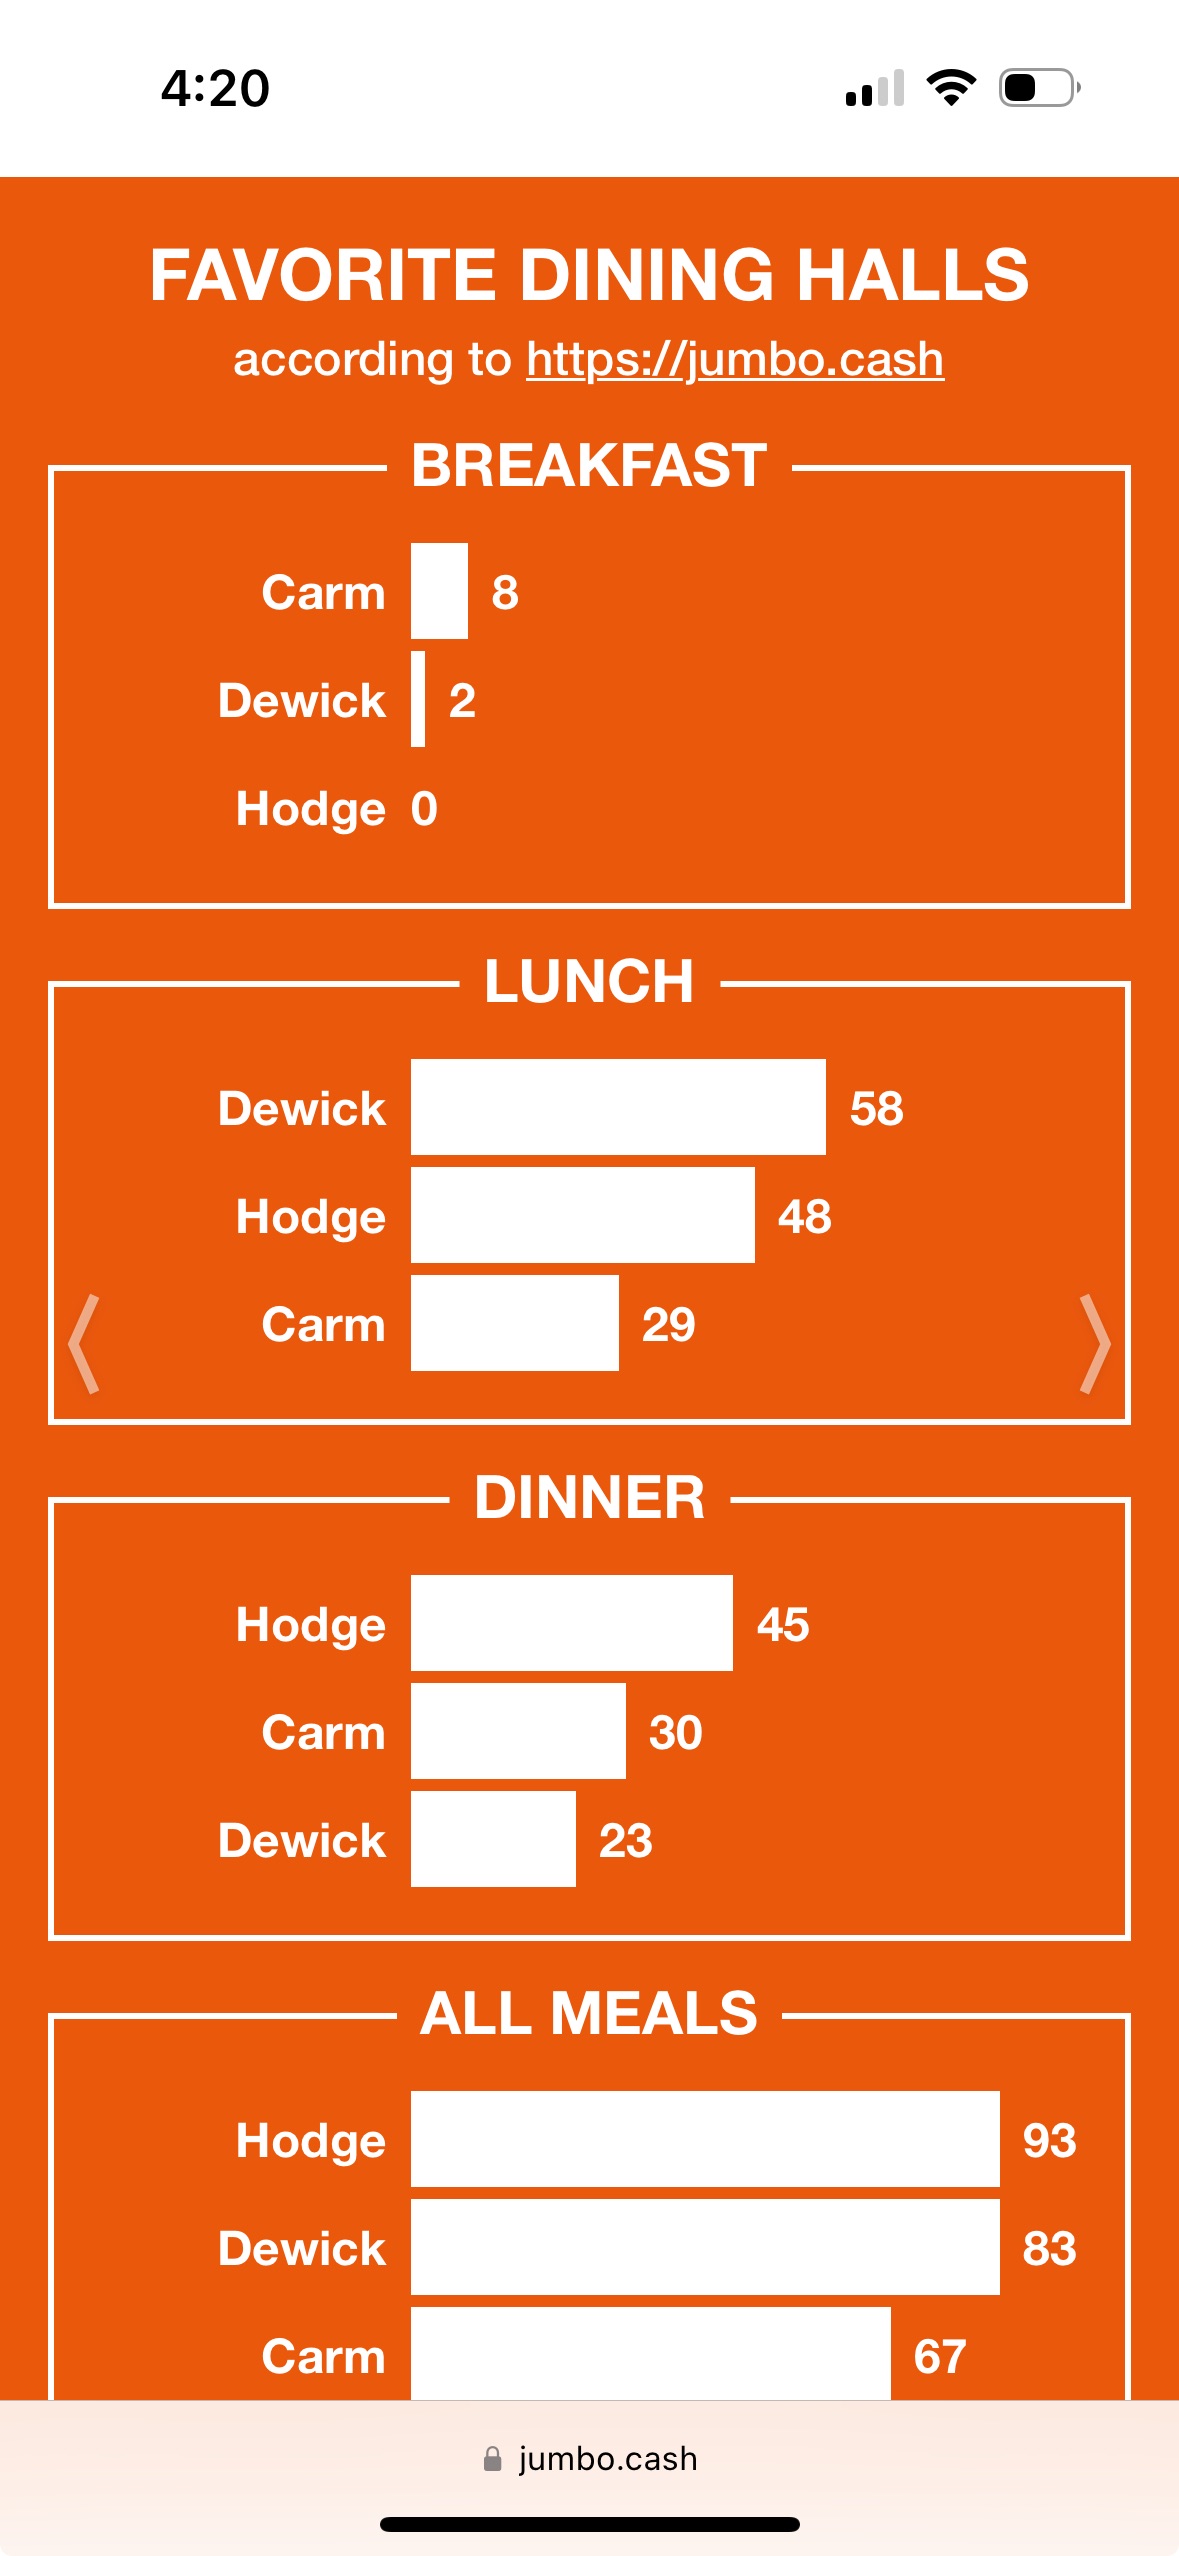 4:20
FAVORITE DINING HALLS
according to https://jumbo.cash
BREAKFAST
Carm 8
Dewick 2
Hodge 0
LUNCH
Dewick 58
Hodge 48
Carm 29
DINNER
Hodge 45
Carm 30
Dewick 23
ALL MEALS
Hodge 93
Dewick 83
Carm 67
jumbo.cash